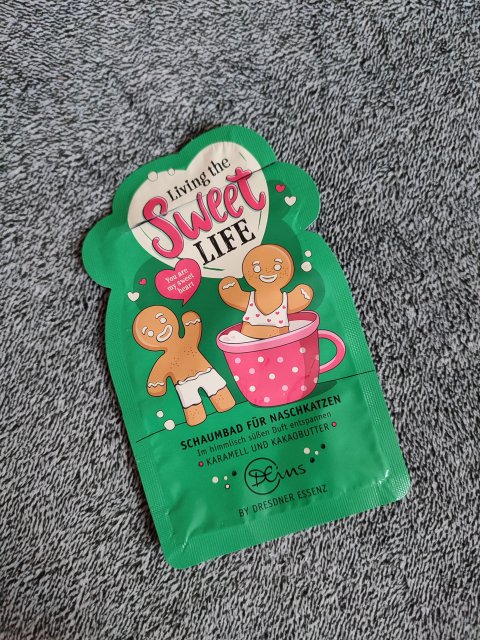 Living the
Sweet
LIFE
You are
my sweet
heart
SCHAUMBAD FÜR NASCHKATZEN
Im himmlisch süßen Duft entspannen
KARAMELL UND KAKAOBUTTER
Deins
BY DRESDNER ESSENZ